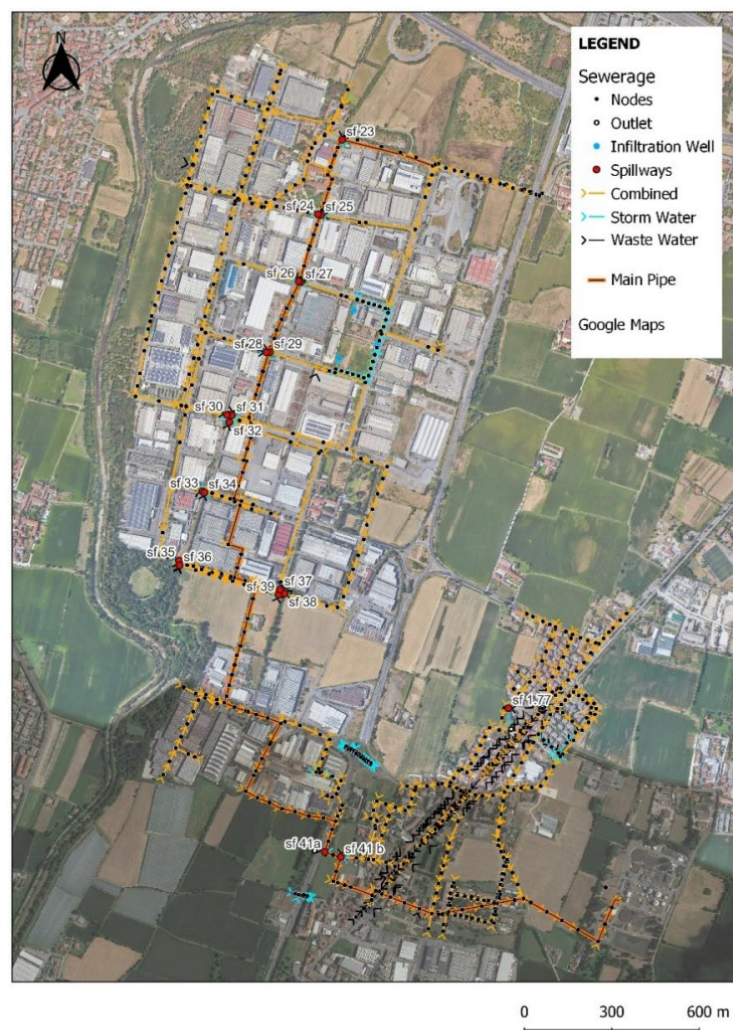 N
LEGEND
Sewerage
Nodes
Outlet
Infiltration Well
Spillways
Combined
Storm Water
Waste Water
Main Pipe
Google Maps
sf 23
sf 24 sf 25
sf 26 sf 27
sf 28 sf 29
sf 30 sf 31
sf 32
sf 33 sf 34
sf 35 sf 36
sf 39 sf 37
sf 38
sf 1.77
sf 41a sf 41 b
0 300 600 m